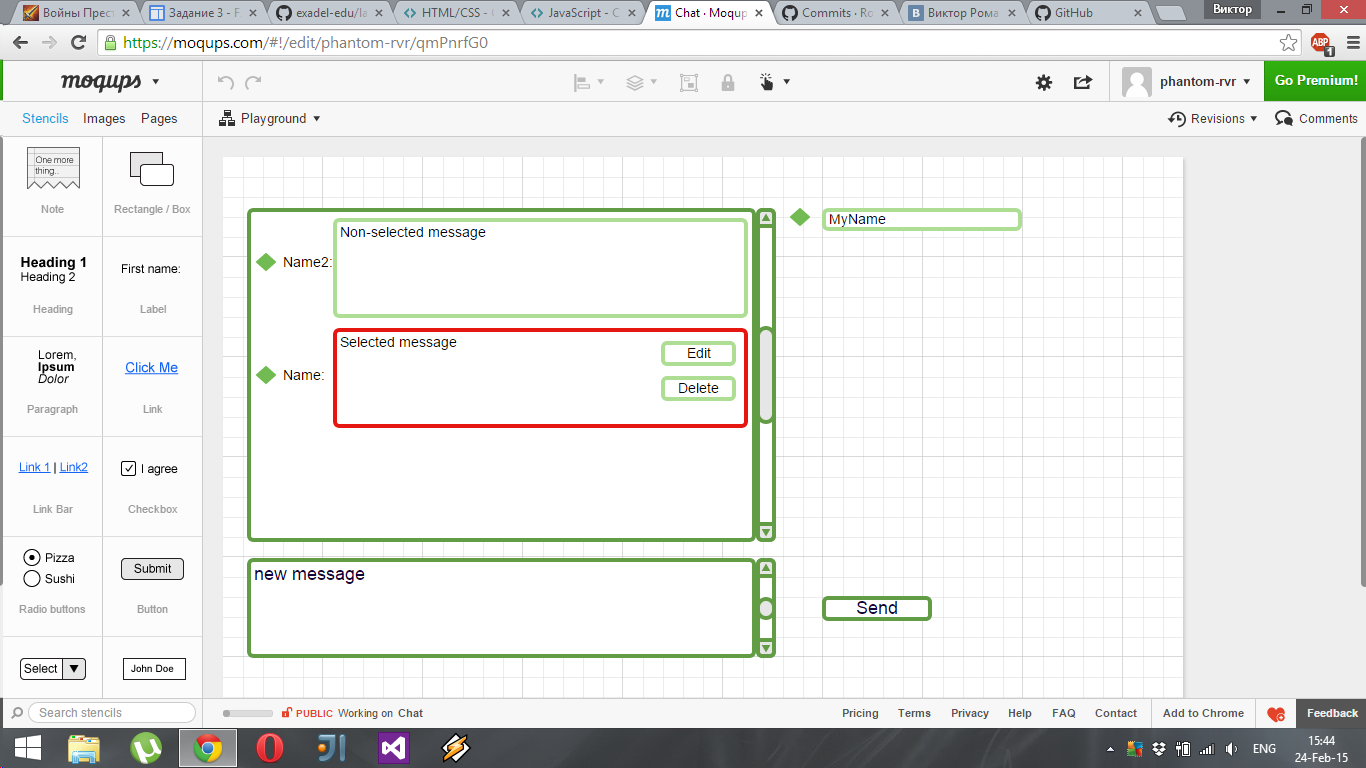 Войны Прест
Задание 3 - F
exadel-edu/la
HTML/CSS - C
JavaScript - C
Chat · Moqup
Commits · Ro
Виктор Рома
GitHub
Виктор
https://moqups.com/#!/edit/phantom-rvr/qmPnrfG0
ABP
1
moqups
phantom-rvr
Go Premium!
Stencils
Images
Pages
Playground
Revisions
Comments
One more
thing..
Note
Rectangle / Box
Heading 1
Heading 2
Heading
First name:
Label
Lorem,
Ipsum
Dolor
Paragraph
Click Me
Link
Link 1 | Link2
Link Bar
I agree
Checkbox
Pizza
Sushi
Radio buttons
Submit
Button
Select
John Doe
Search stencils
Non-selected message
Name2:
Selected message
Name:
Edit
Delete
MyName
new message
Send
PUBLIC Working on Chat
Pricing
Terms
Privacy
Help
FAQ
Contact
Add to Chrome
Feedback
ENG
15:44
24-Feb-15